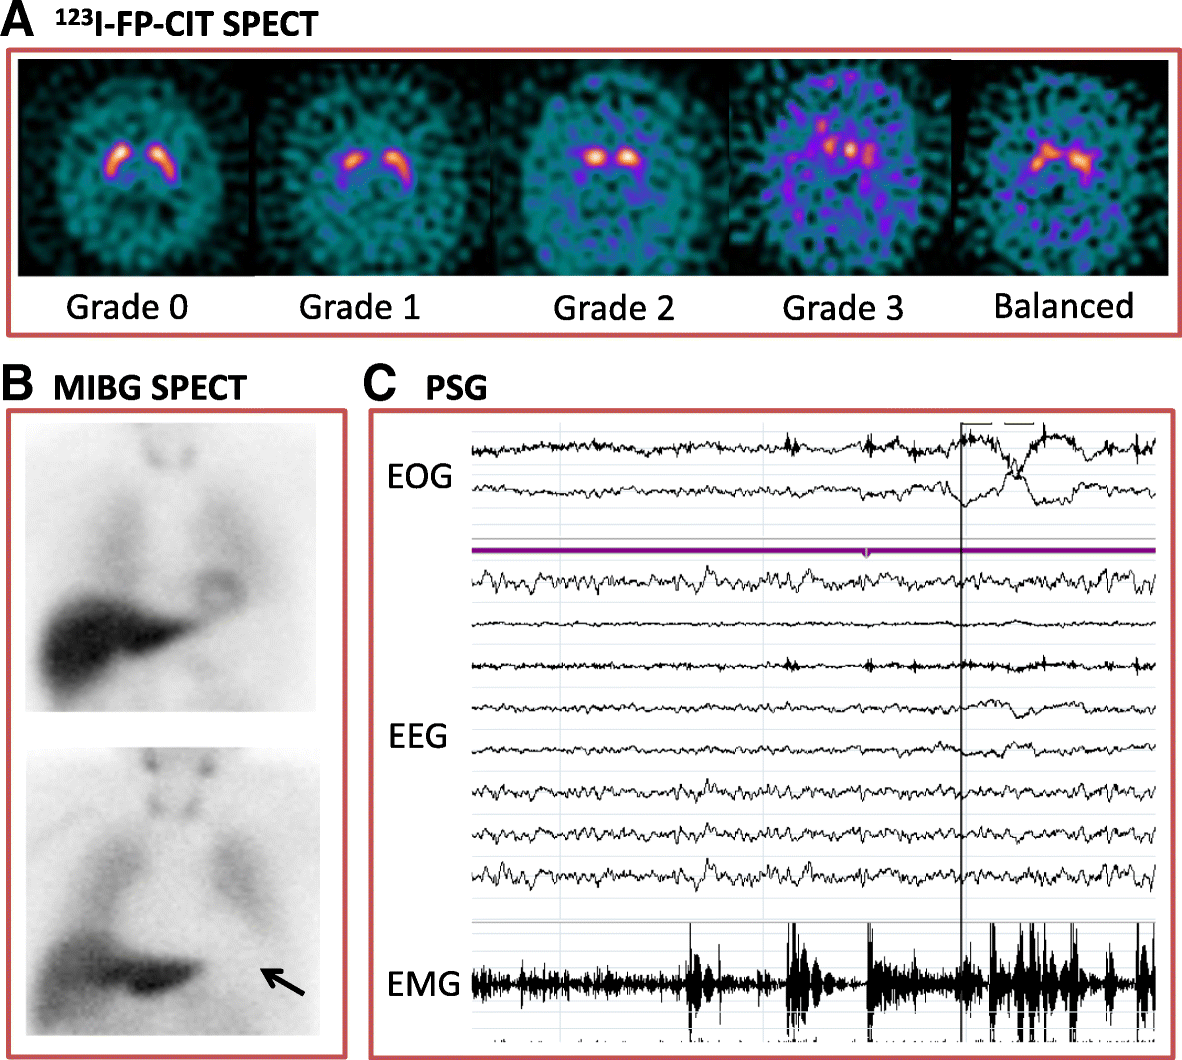 A ¹²³I-FP-CIT SPECT
Grade 0 Grade 1 Grade 2 Grade 3 Balanced
B MIBG SPECT
C PSG
EOG
EEG
EMG